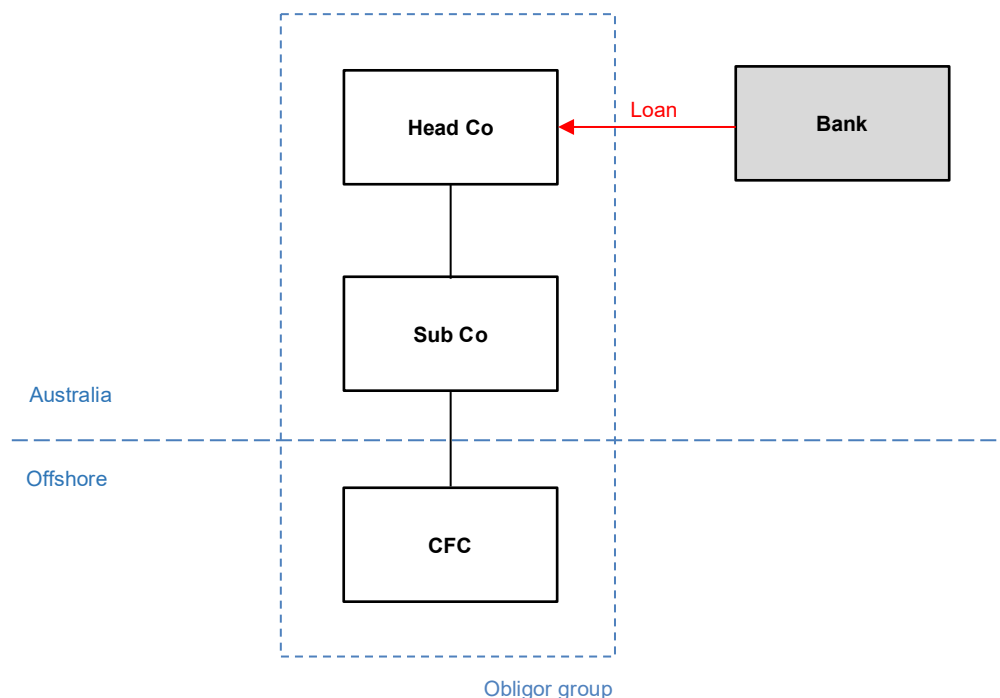 Head Co
Loan
Bank
Sub Co
Australia
Offshore
CFC
Obligor group